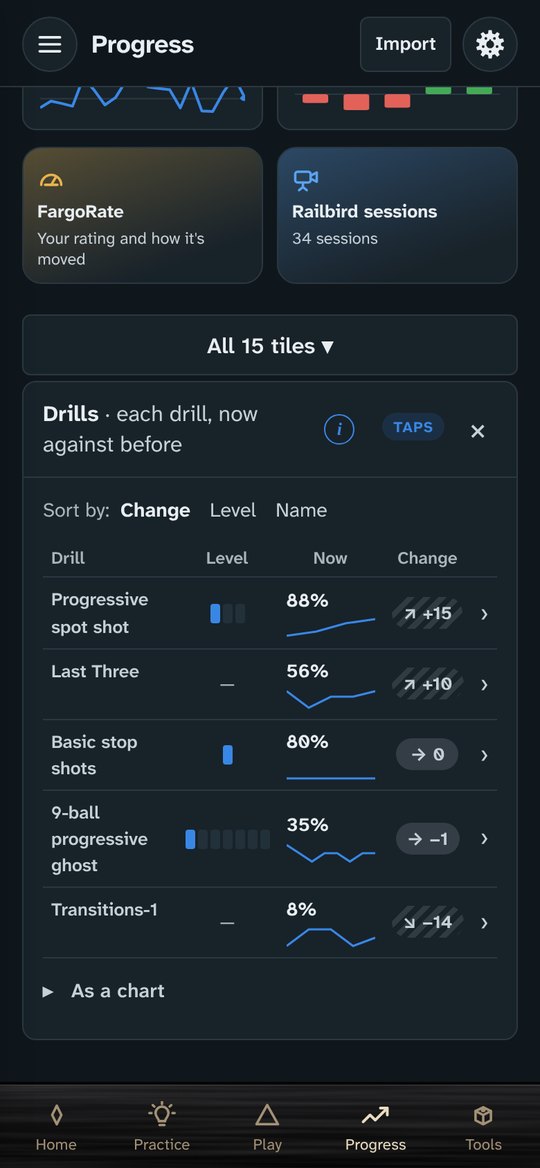 Progress
Import
FargoRate
Your rating and how it's
moved
Railbird sessions
34 sessions
All 15 tiles ▼
Drills · each drill, now
against before
i
TAPS
×
Sort by: Change Level Name
Drill Level Now Change
Progressive
spot shot
88%
↗ +15 ›
Last Three
—
56%
↗ +10 ›
Basic stop
shots
80%
→ 0 ›
9-ball
progressive
ghost
35%
→ −1 ›
Transitions-1
—
8%
↘ −14 ›
▶ As a chart
Home Practice Play Progress Tools